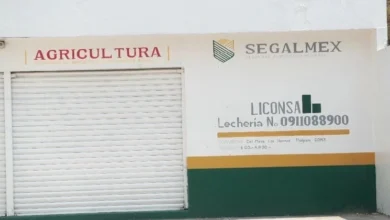 AGRICULTURA
SEGALMEX
LICONSA
Lechería No. 0911088900